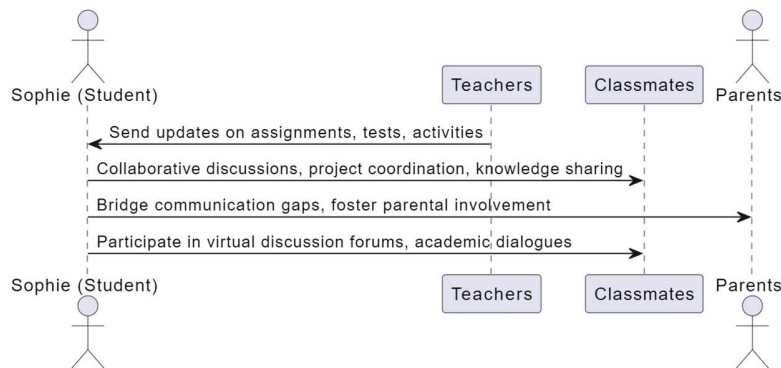 Sophie (Student)
Teachers
Classmates
Parents
Send updates on assignments, tests, activities
Collaborative discussions, project coordination, knowledge sharing
Bridge communication gaps, foster parental involvement
Participate in virtual discussion forums, academic dialogues
Sophie (Student)
Teachers
Classmates
Parents